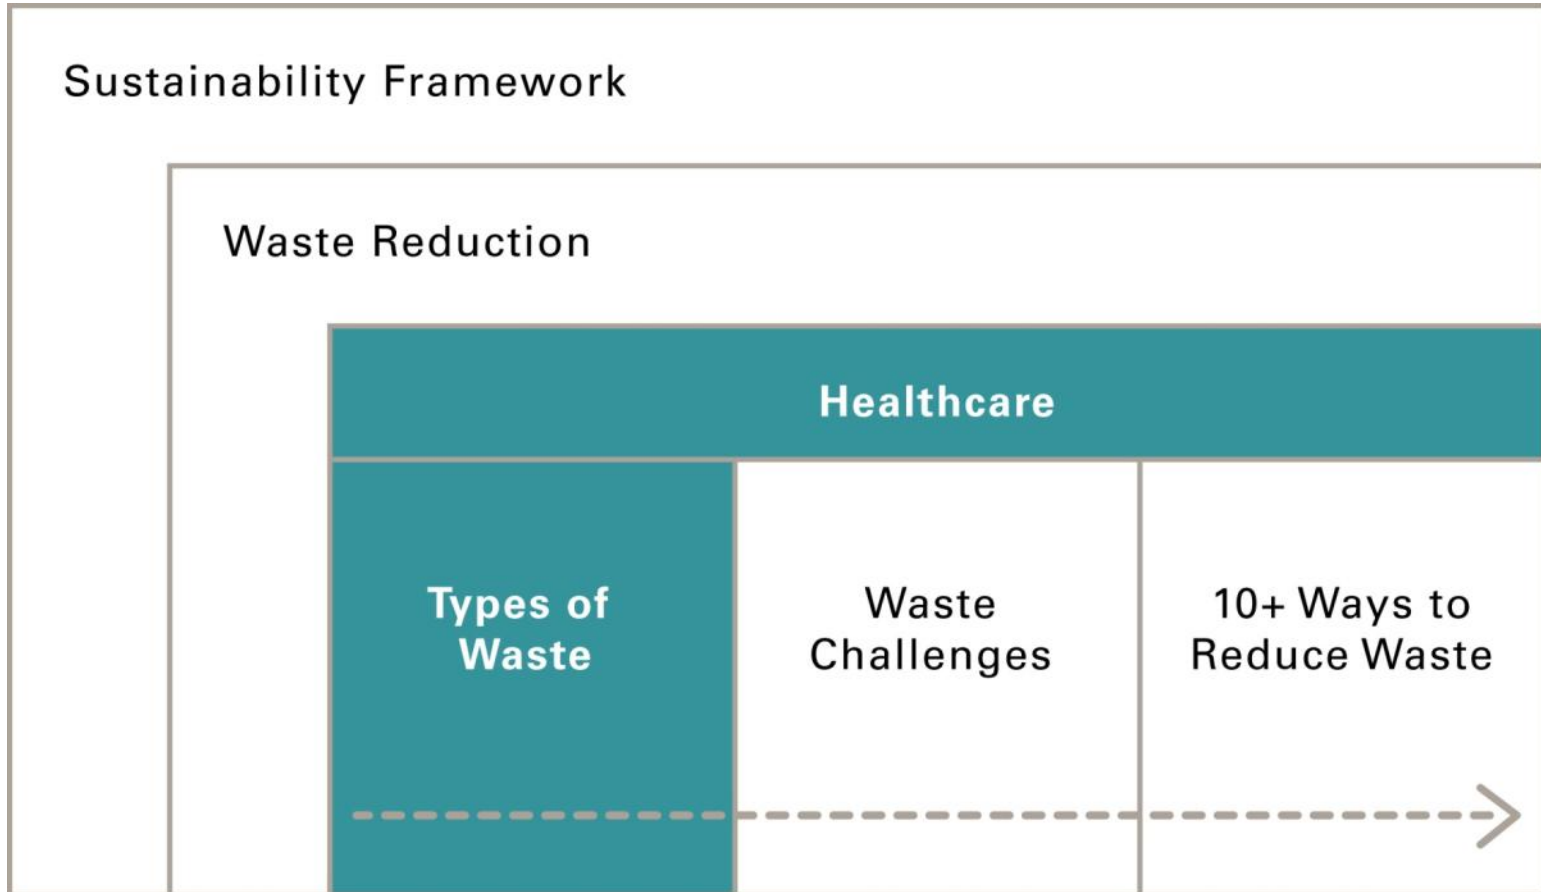 Sustainability Framework
Waste Reduction
Healthcare
Types of
Waste
Waste
Challenges
10+ Ways to
Reduce Waste